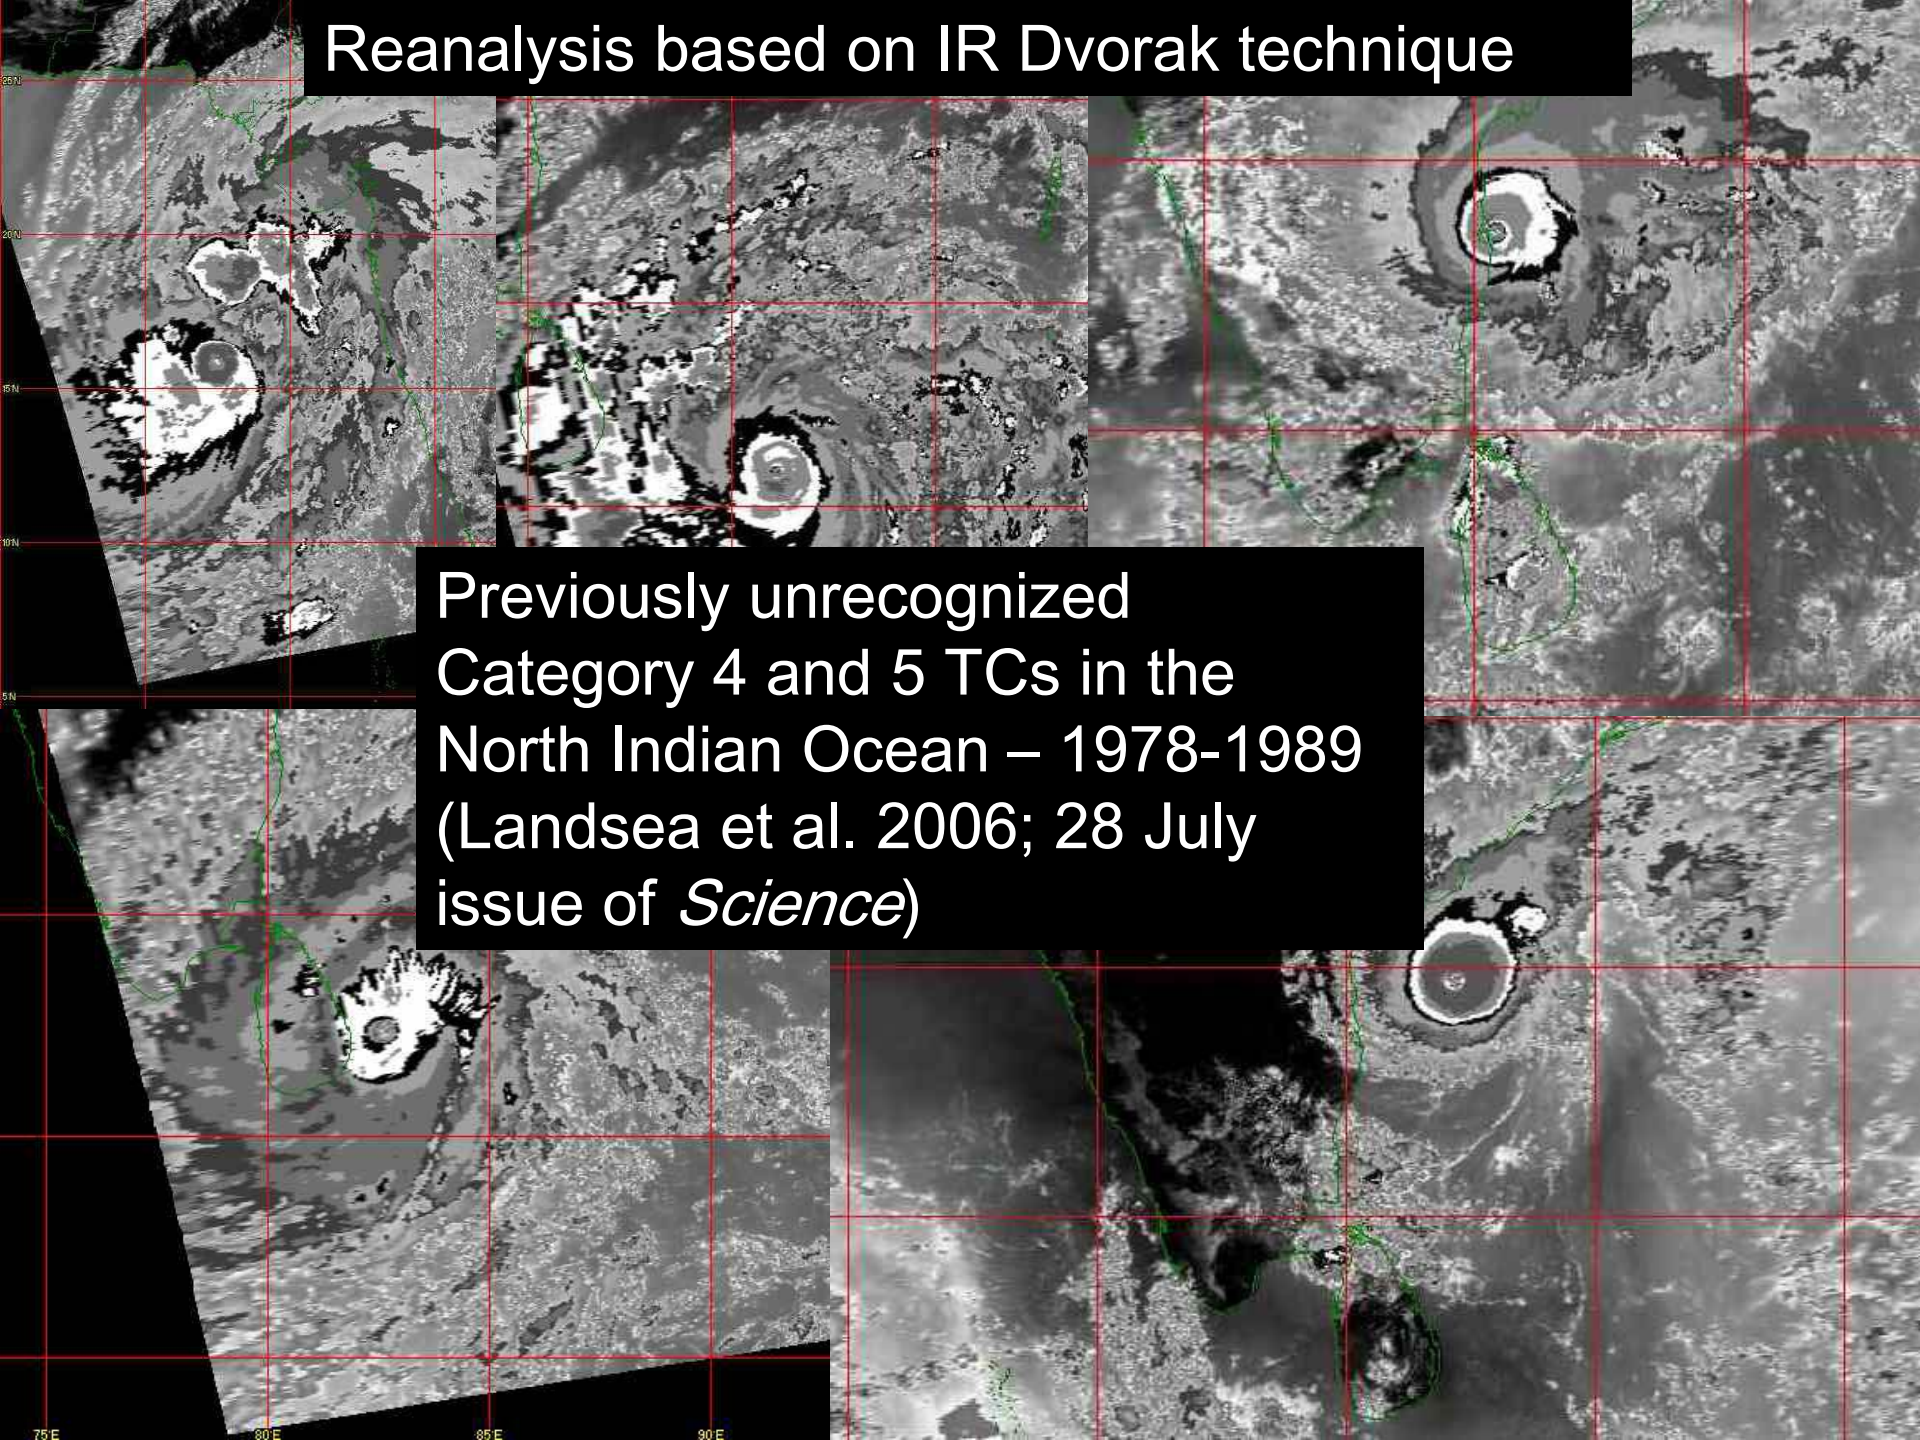 Reanalysis based on IR Dvorak technique
25N
20N
15N
10N
5N
Previously unrecognized
Category 4 and 5 TCs in the
North Indian Ocean – 1978-1989
(Landsea et al. 2006; 28 July
issue of Science)
75E 80E 85E 90E